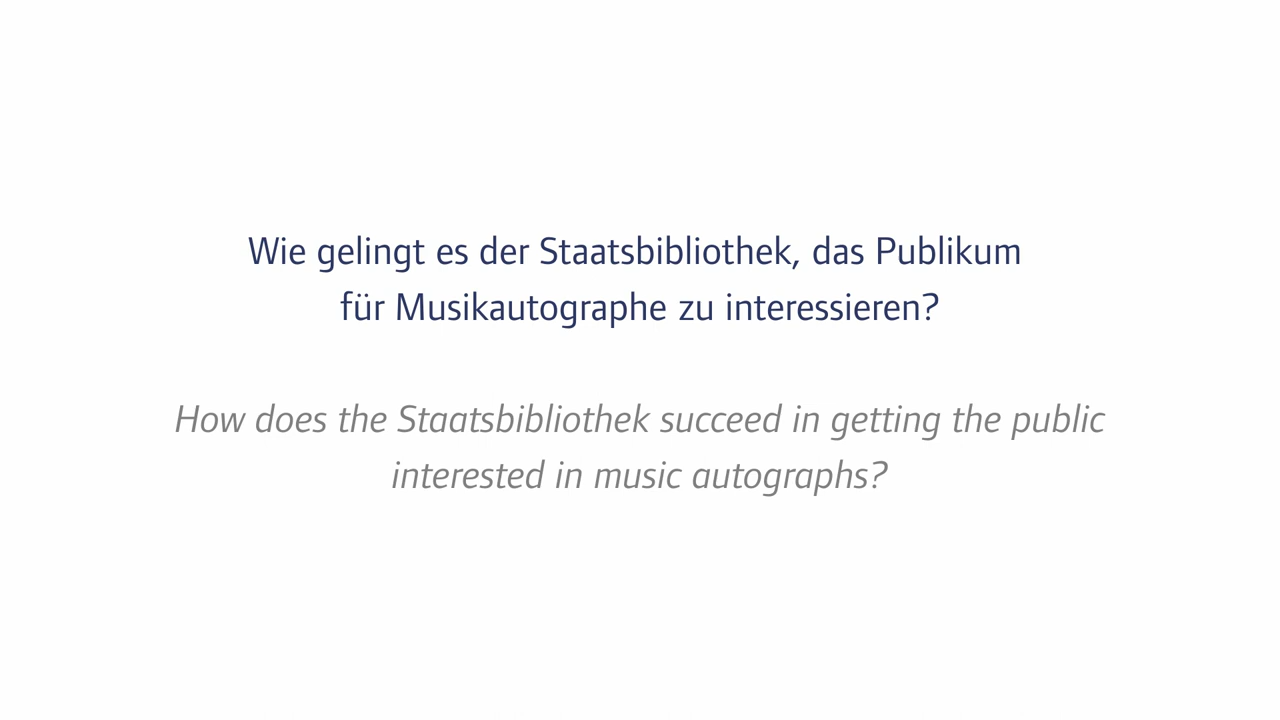 Wie gelingt es der Staatsbibliothek, das Publikum
für Musikautographe zu interessieren?
How does the Staatsbibliothek succeed in getting the public
interested in music autographs?